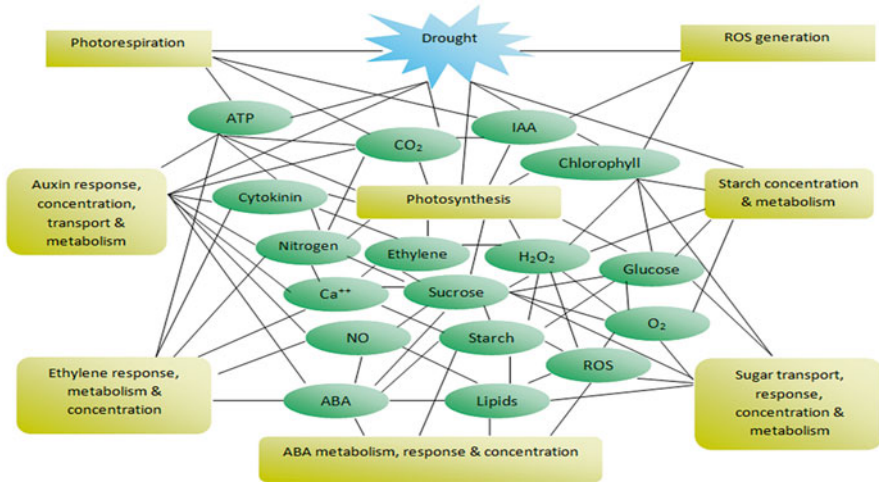 Photorespiration
Drought
ROS generation
ATP
IAA
CO₂
Chlorophyll
Auxin response,
concentration,
transport &
metabolism
Cytokinin
Photosynthesis
Starch concentration
& metabolism
Nitrogen
Ethylene
H₂O₂
Glucose
Ca⁺⁺
Sucrose
NO
Starch
O₂
Ethylene response,
metabolism &
concentration
ROS
Sugar transport,
response,
concentration &
metabolism
ABA
Lipids
ABA metabolism, response & concentration